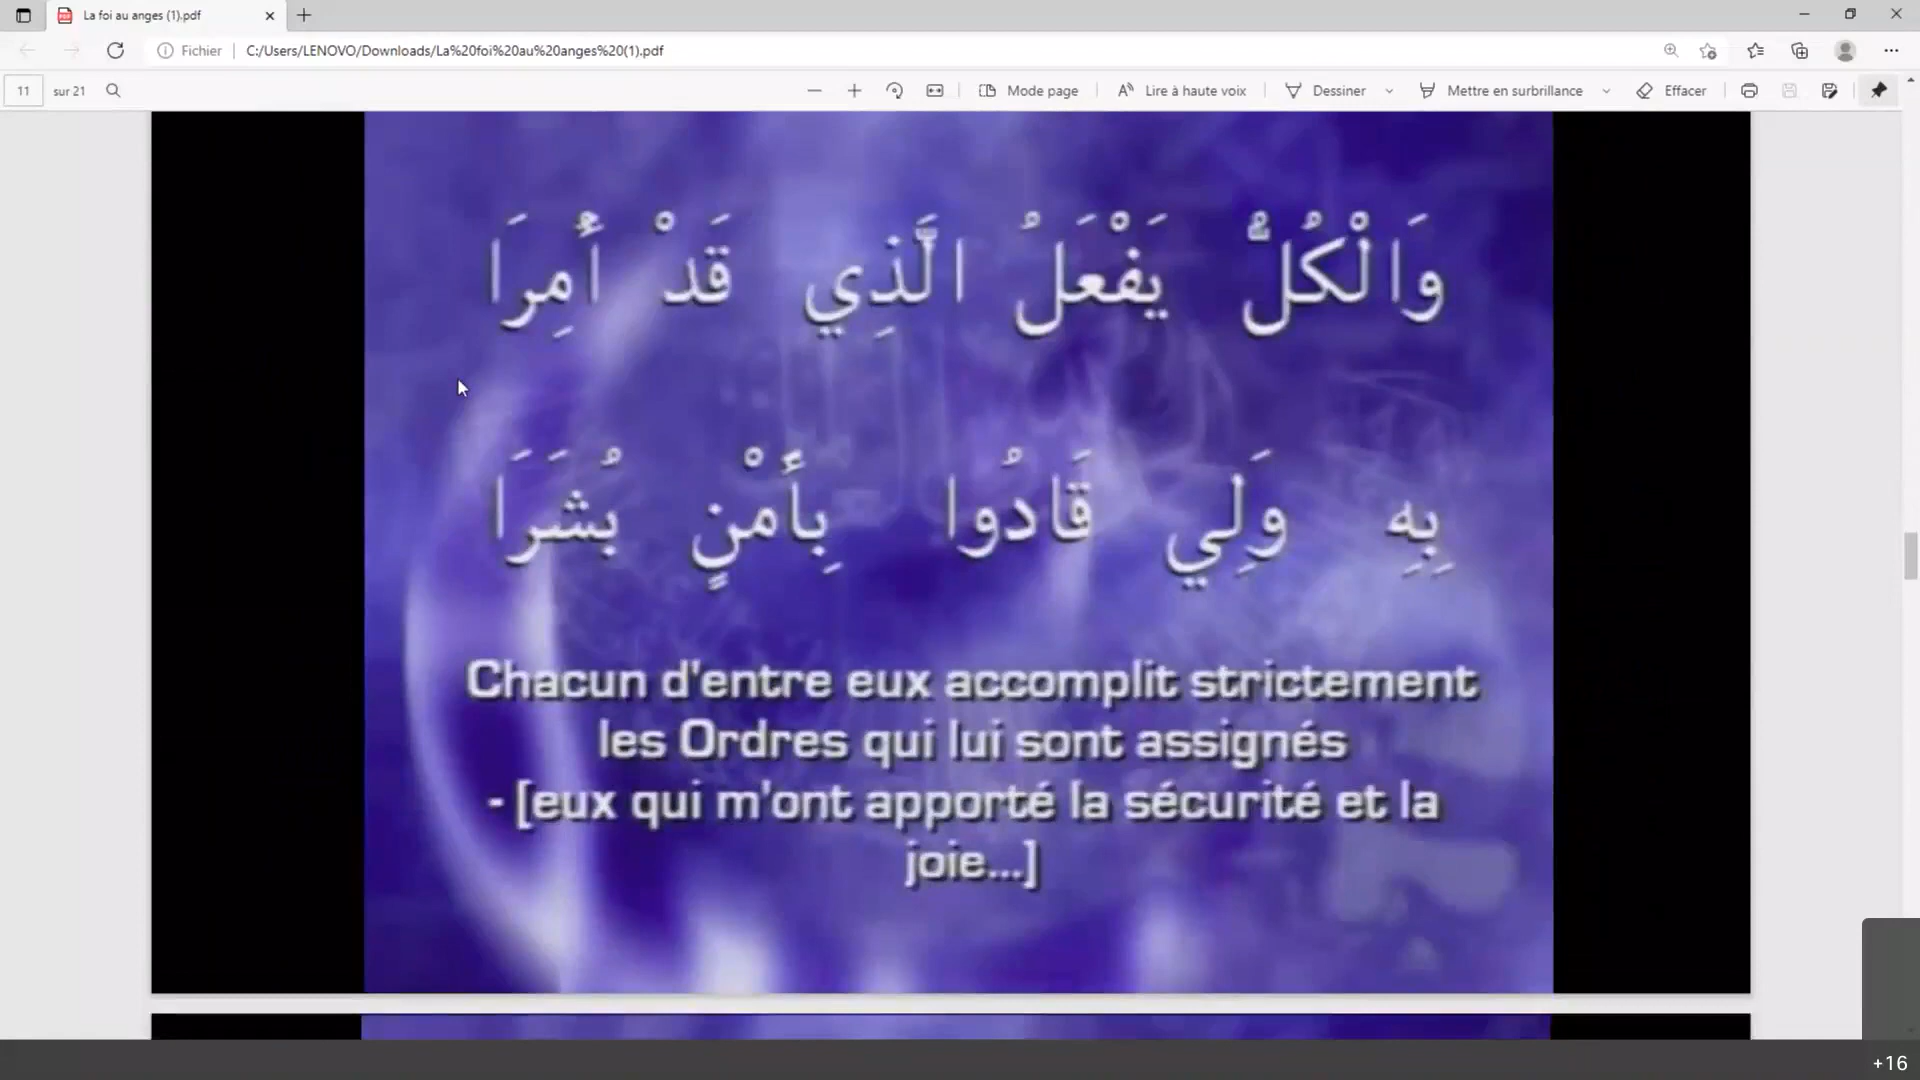 La foi au anges (1).pdf
Fichier
C:/Users/LENOVO/Downloads/La%20foi%20au%20anges%20(1).pdf
11 sur 21
Mode page
Lire à haute voix
Dessiner
Mettre en surbrillance
Effacer
وَالْكُلُّ يَفْعَلُ الَّذِي قَدْ أُمِرَا
بِهِ وَلِي قَادُوا بِأَمْنٍ بُشَرَا
Chacun d'entre eux accomplit strictement
les Ordres qui lui sont assignés
- [eux qui m'ont apporté la sécurité et la
joie...]
+16